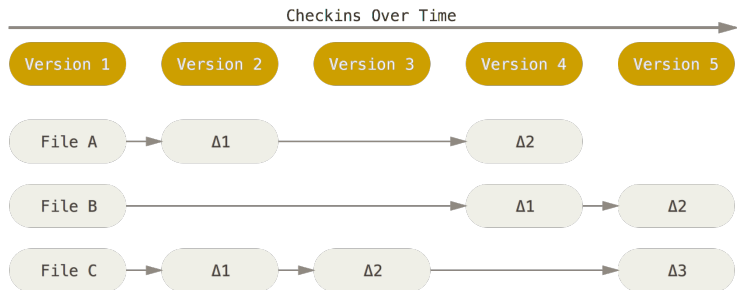 Checkins Over Time
Version 1 Version 2 Version 3 Version 4 Version 5
File A Δ1 Δ2
File B Δ1 Δ2
File C Δ1 Δ2 Δ3